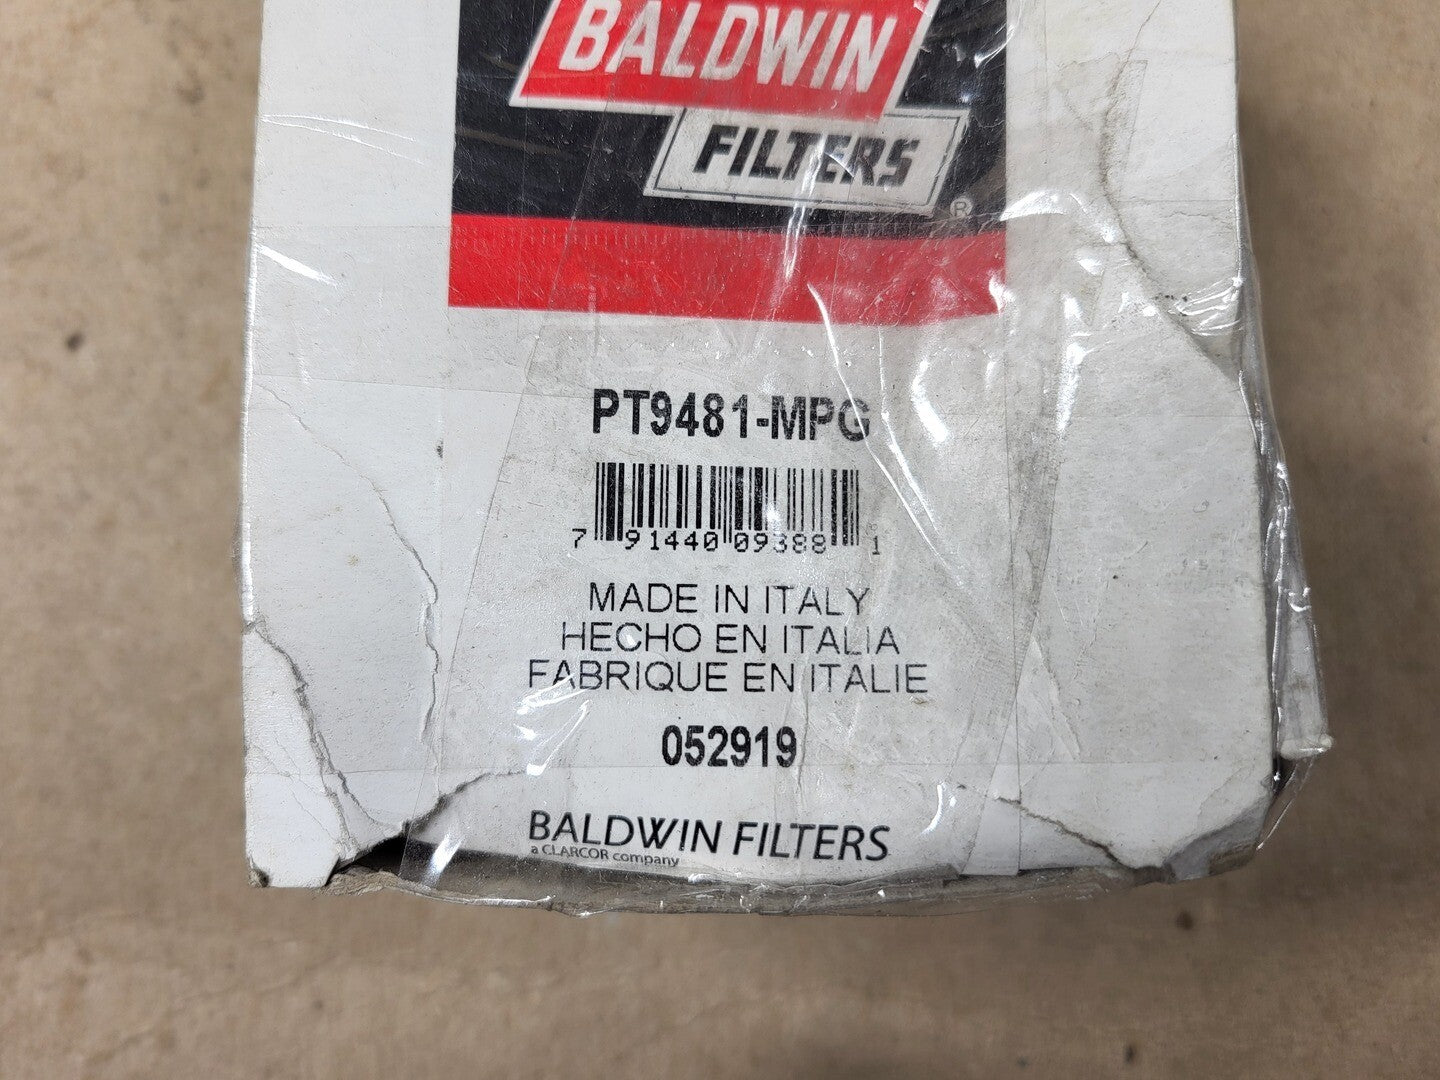 BALDWIN
FILTERS
®
PT9481-MPG
7 91440 09388 1
MADE IN ITALY
HECHO EN ITALIA
FABRIQUE EN ITALIE
052919
BALDWIN FILTERS
a CLARCOR company